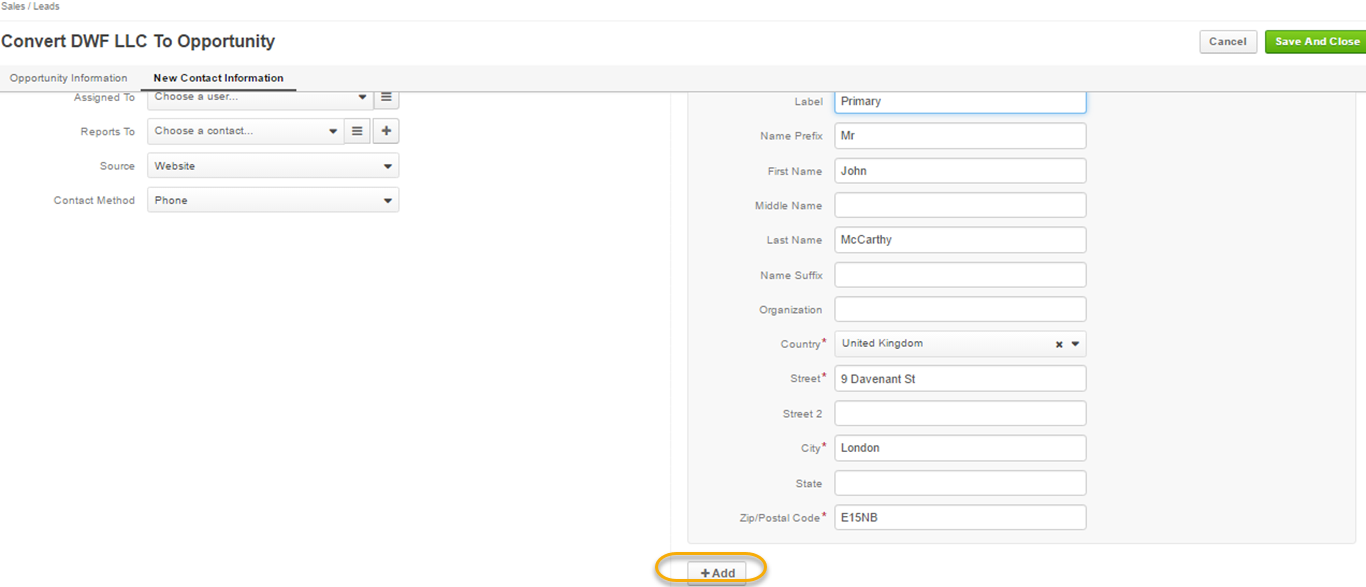 Sales / Leads
Convert DWF LLC To Opportunity
Cancel
Save And Close
Opportunity Information
New Contact Information
Assigned To
Choose a user...
Reports To
Choose a contact...
Source
Website
Contact Method
Phone
Label
Primary
Name Prefix
Mr
First Name
John
Middle Name
Last Name
McCarthy
Name Suffix
Organization
Country*
United Kingdom
Street*
9 Davenant St
Street 2
City*
London
State
Zip/Postal Code*
E15NB
+Add